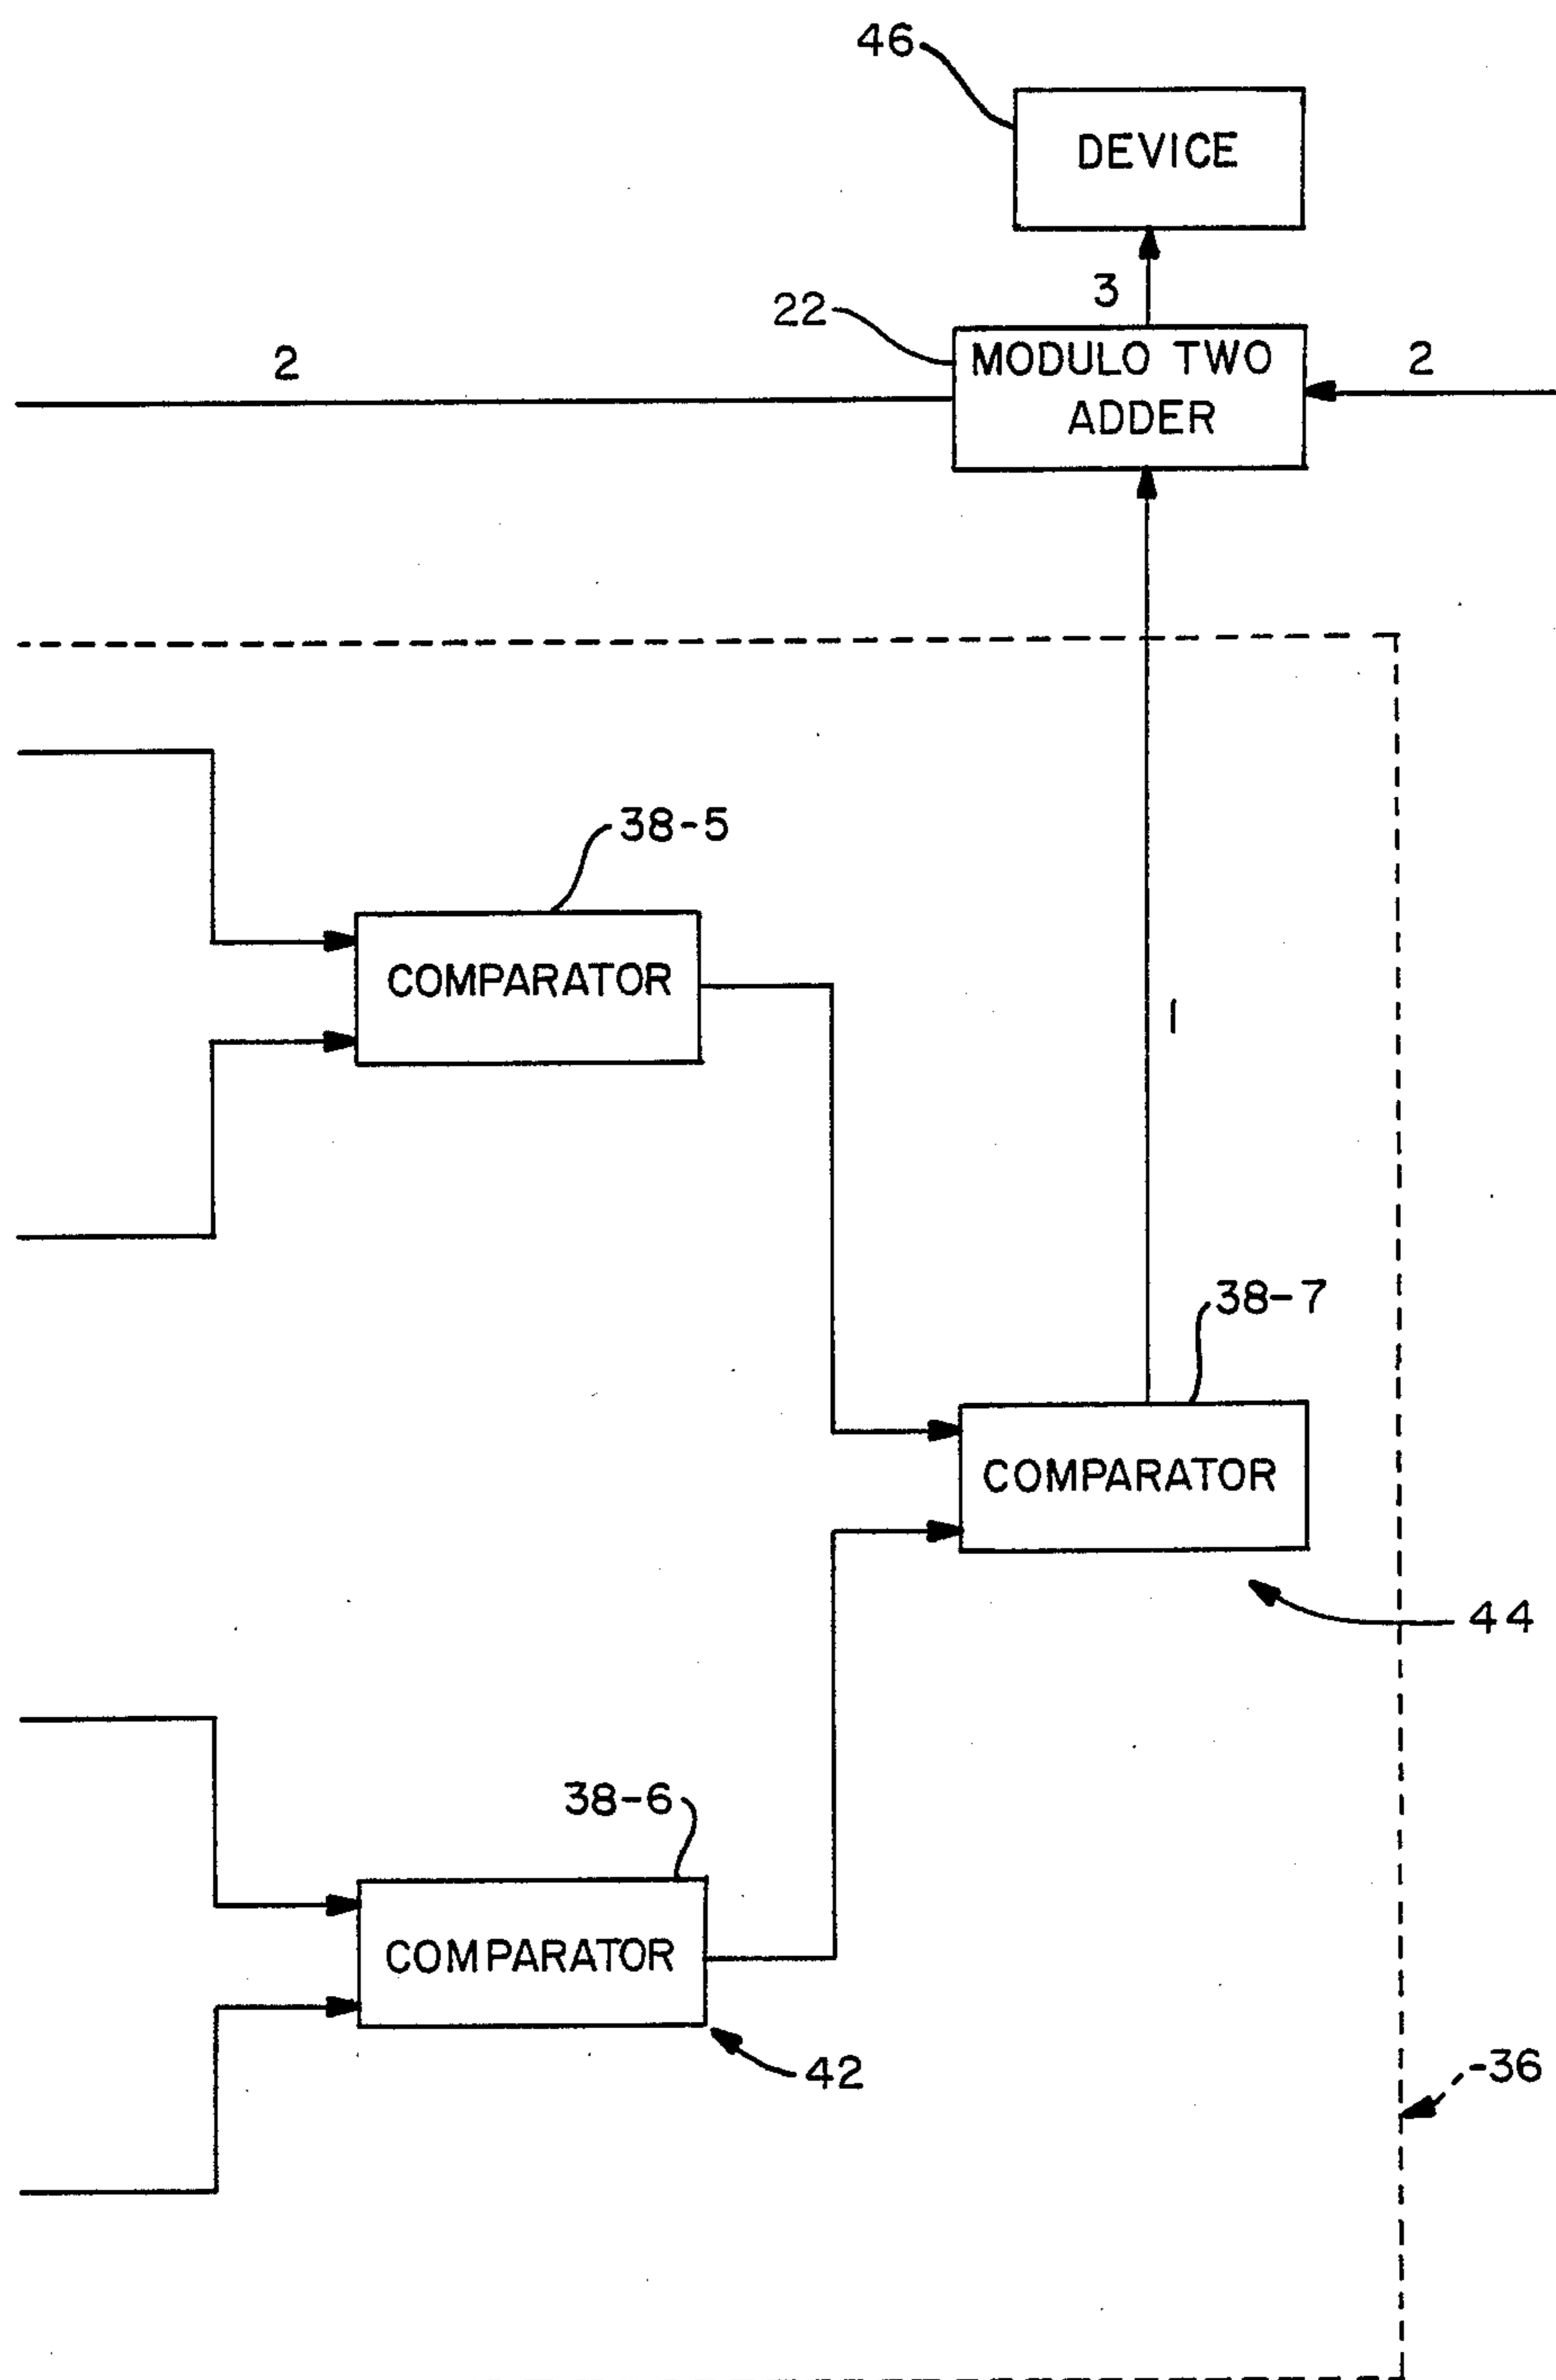 46
DEVICE
3
22
2
MODULO TWO
ADDER
2
38-5
COMPARATOR
1
38-7
COMPARATOR
44
38-6
COMPARATOR
42
36